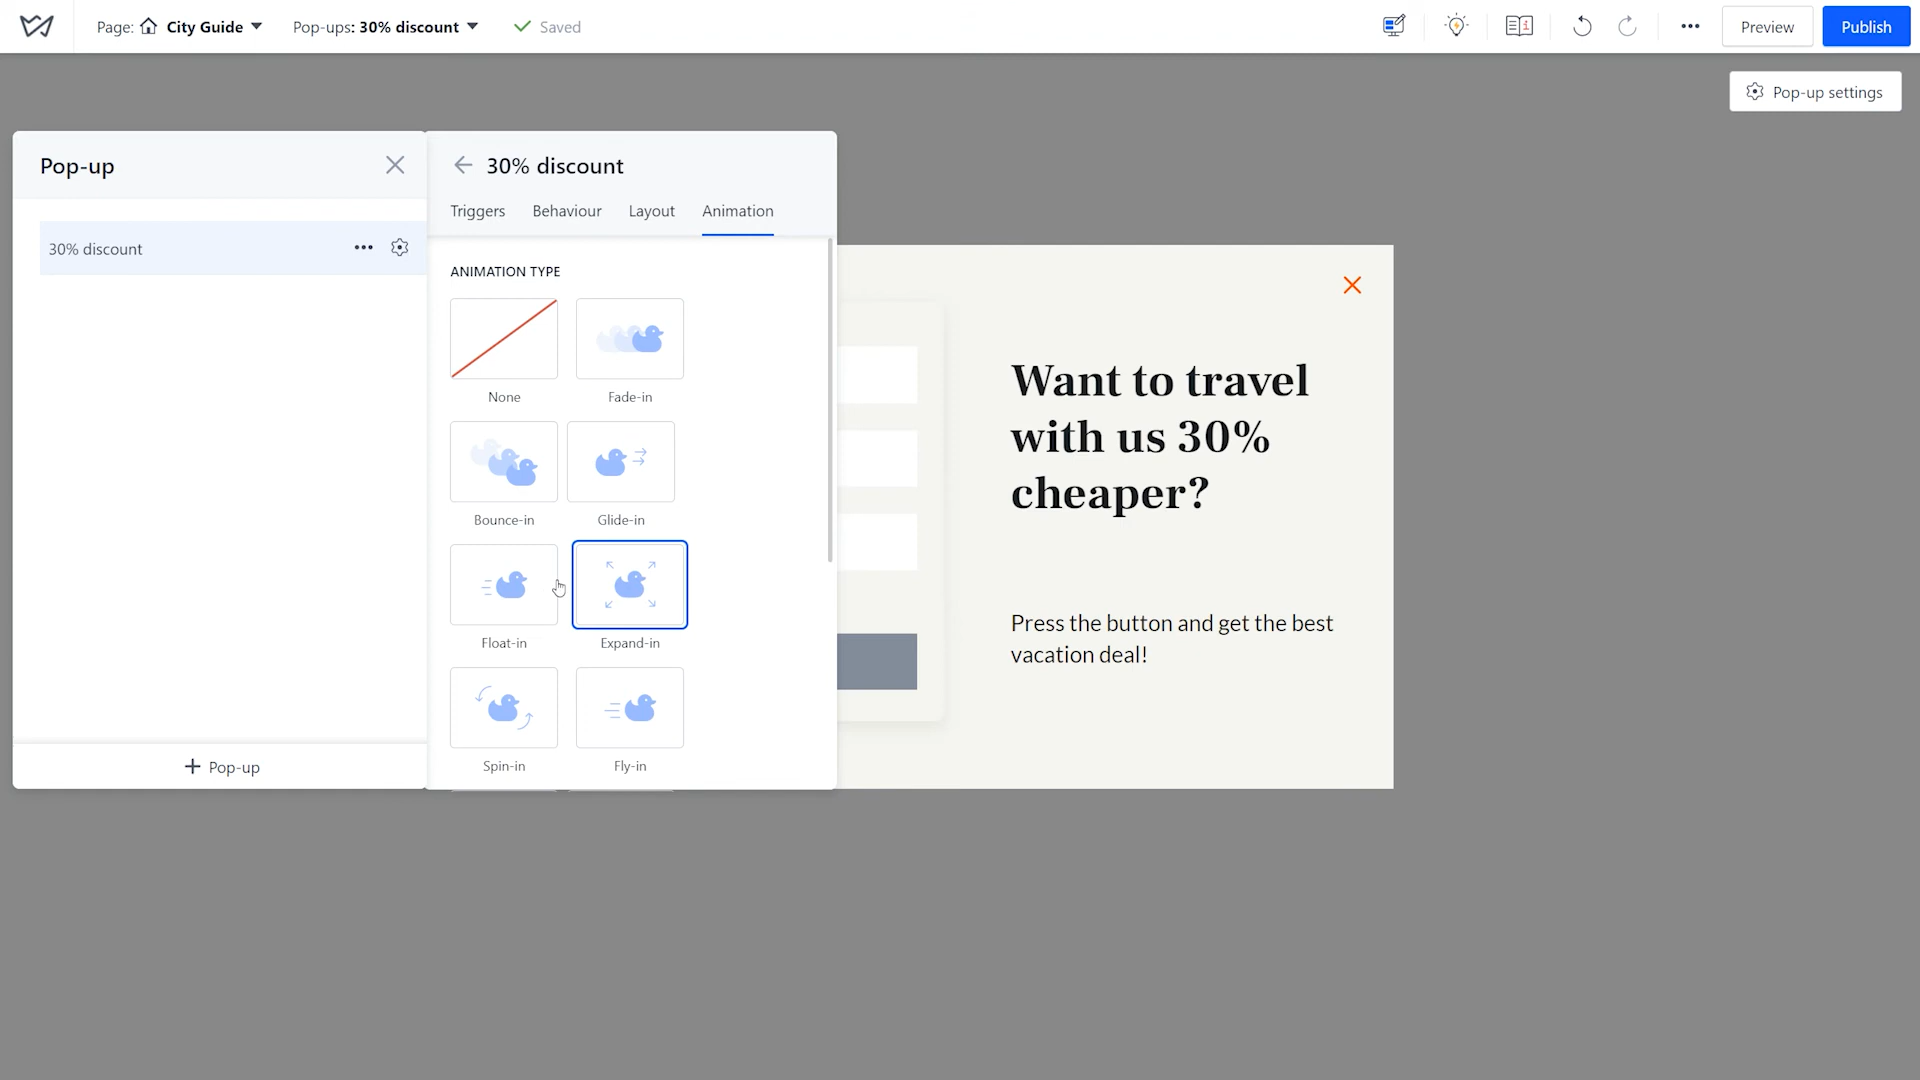 Page: City Guide Pop-ups: 30% discount Saved Preview Publish
Pop-up settings
Pop-up
30% discount
+ Pop-up
30% discount
Triggers Behaviour Layout Animation
ANIMATION TYPE
None Fade-in
Bounce-in Glide-in
Float-in Expand-in
Spin-in Fly-in
Want to travel
with us 30%
cheaper?
Press the button and get the best
vacation deal!